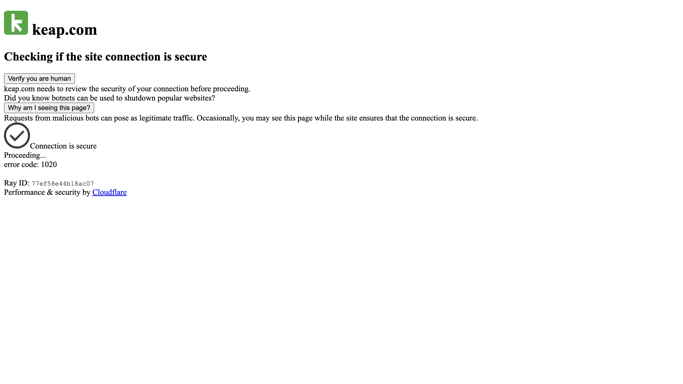 keap.com
Checking if the site connection is secure
Verify you are human
keap.com needs to review the security of your connection before proceeding.
Did you know botnets can be used to shutdown popular websites?
Why am I seeing this page?
Requests from malicious bots can pose as legitimate traffic. Occasionally, you may see this page while the site ensures that the connection is secure.
Connection is secure
Proceeding...
error code: 1020
Ray ID: 77ef58e44b18ac07
Performance & security by Cloudflare